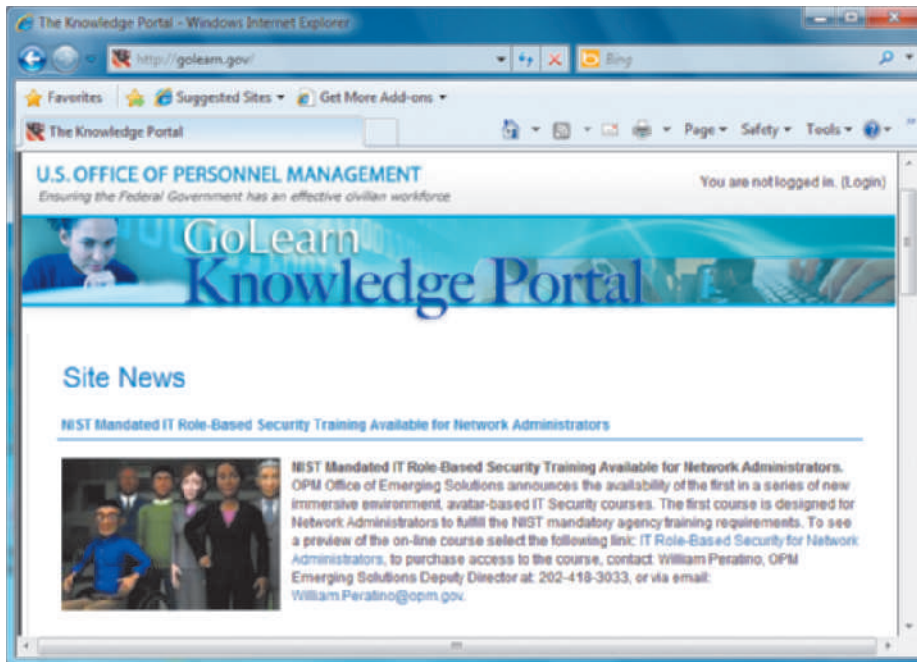 The Knowledge Portal - Windows Internet Explorer
http://golearn.gov/
Bing
Favorites Suggested Sites Get More Add-ons
The Knowledge Portal
Page Safety Tools
U.S. OFFICE OF PERSONNEL MANAGEMENT
Ensuring the Federal Government has an effective civilian workforce
You are not logged in. (Login)
GoLearn
Knowledge Portal
Site News
NIST Mandated IT Role-Based Security Training Available for Network Administrators
NIST Mandated IT Role-Based Security Training Available for Network Administrators.
OPM Office of Emerging Solutions announces the availability of the first in a series of new
immersive environment, avatar-based IT Security courses. The first course is designed for
Network Administrators to fulfill the NIST mandatory agency training requirements. To see
a preview of the on-line course select the following link: IT Role-Based Security for Network
Administrators, to purchase access to the course, contact: William Peratino, OPM
Emerging Solutions Deputy Director at: 202-418-3033, or via email:
William.Peratino@opm.gov.